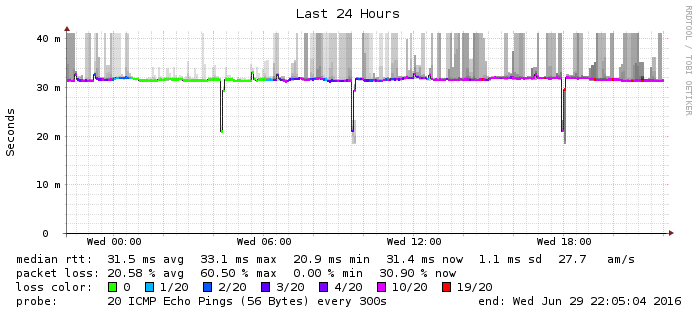 Last 24 Hours
RRDTOOL / TOBI OETIKER
Seconds
40 m
30 m
20 m
10 m
0
Wed 00:00 Wed 06:00 Wed 12:00 Wed 18:00
median rtt: 31.5 ms avg 33.1 ms max 20.9 ms min 31.4 ms now 1.1 ms sd 27.7 am/s
packet loss: 20.58 % avg 60.50 % max 0.00 % min 30.90 % now
loss color: 0 1/20 2/20 3/20 4/20 10/20 19/20
probe: 20 ICMP Echo Pings (56 Bytes) every 300s end: Wed Jun 29 22:05:04 2016